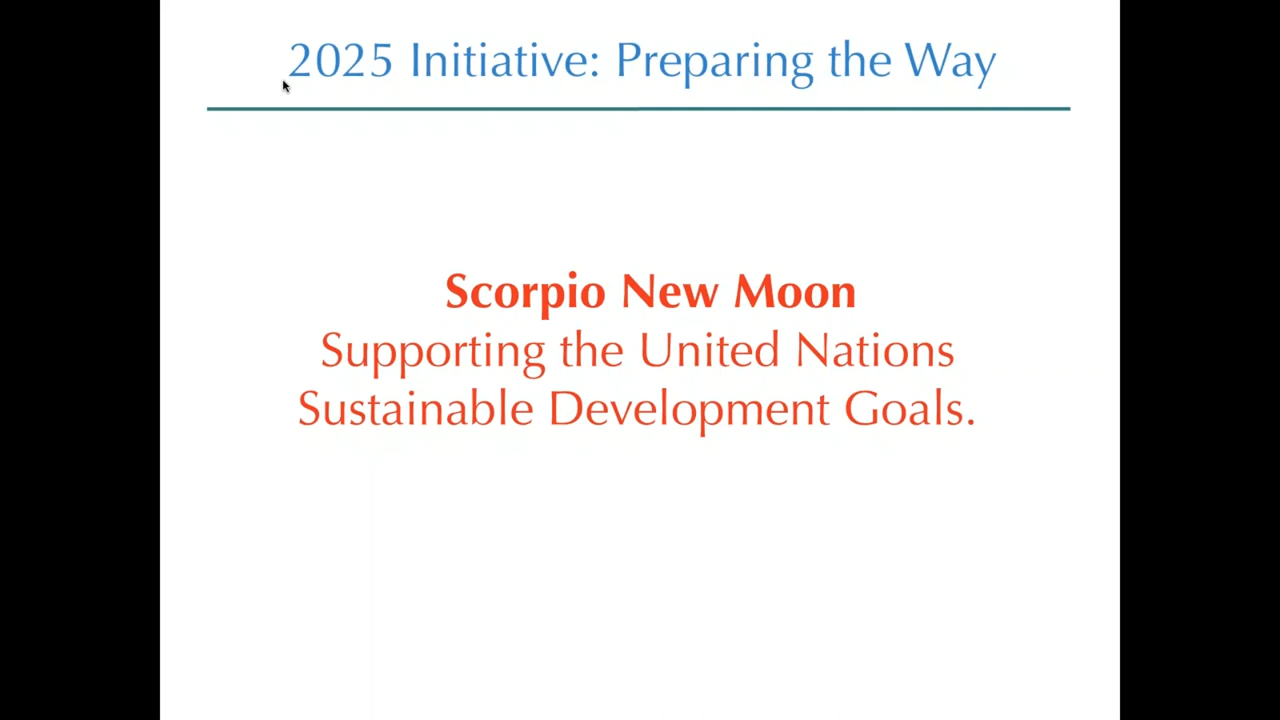 2025 Initiative: Preparing the Way
Scorpio New Moon
Supporting the United Nations
Sustainable Development Goals.